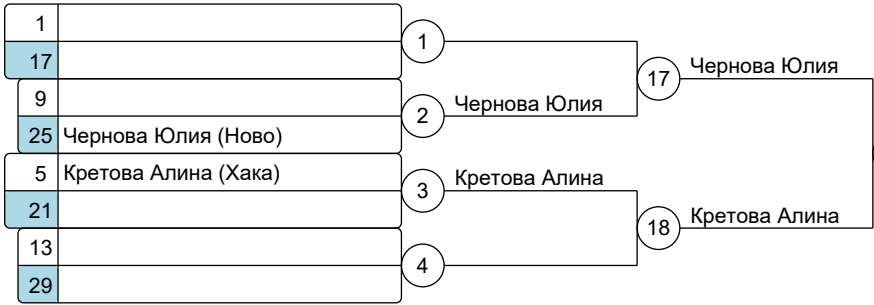 1
17
1
9
25 Чернова Юлия (Ново)
2 Чернова Юлия
17 Чернова Юлия
5 Кретова Алина (Хака)
21
3 Кретова Алина
13
29
4
18 Кретова Алина